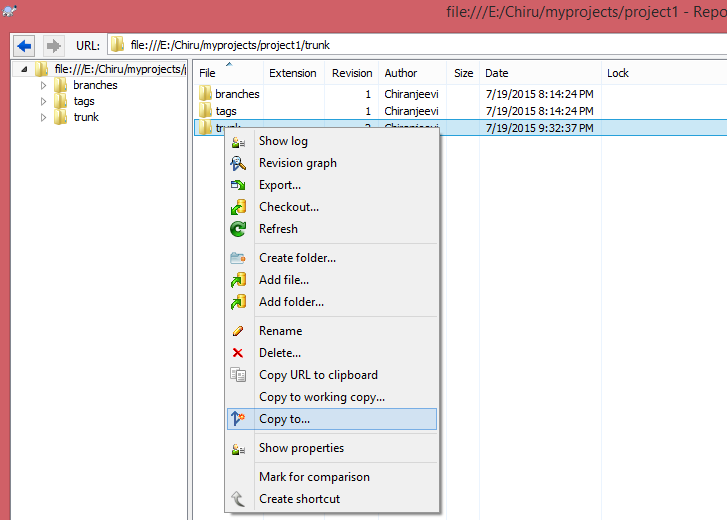 file:///E:/Chiru/myprojects/project1 - Repo
URL: file:///E:/Chiru/myprojects/project1/trunk
file:///E:/Chiru/myprojects/p
branches
tags
trunk
File Extension Revision Author Size Date Lock
branches 1 Chiranjeevi 7/19/2015 8:14:24 PM
tags 1 Chiranjeevi 7/19/2015 8:14:24 PM
trunk 2 Chiranjeevi 7/19/2015 9:32:37 PM
Show log
Revision graph
Export...
Checkout...
Refresh
Create folder...
Add file...
Add folder...
Rename
Delete...
Copy URL to clipboard
Copy to working copy...
Copy to...
Show properties
Mark for comparison
Create shortcut